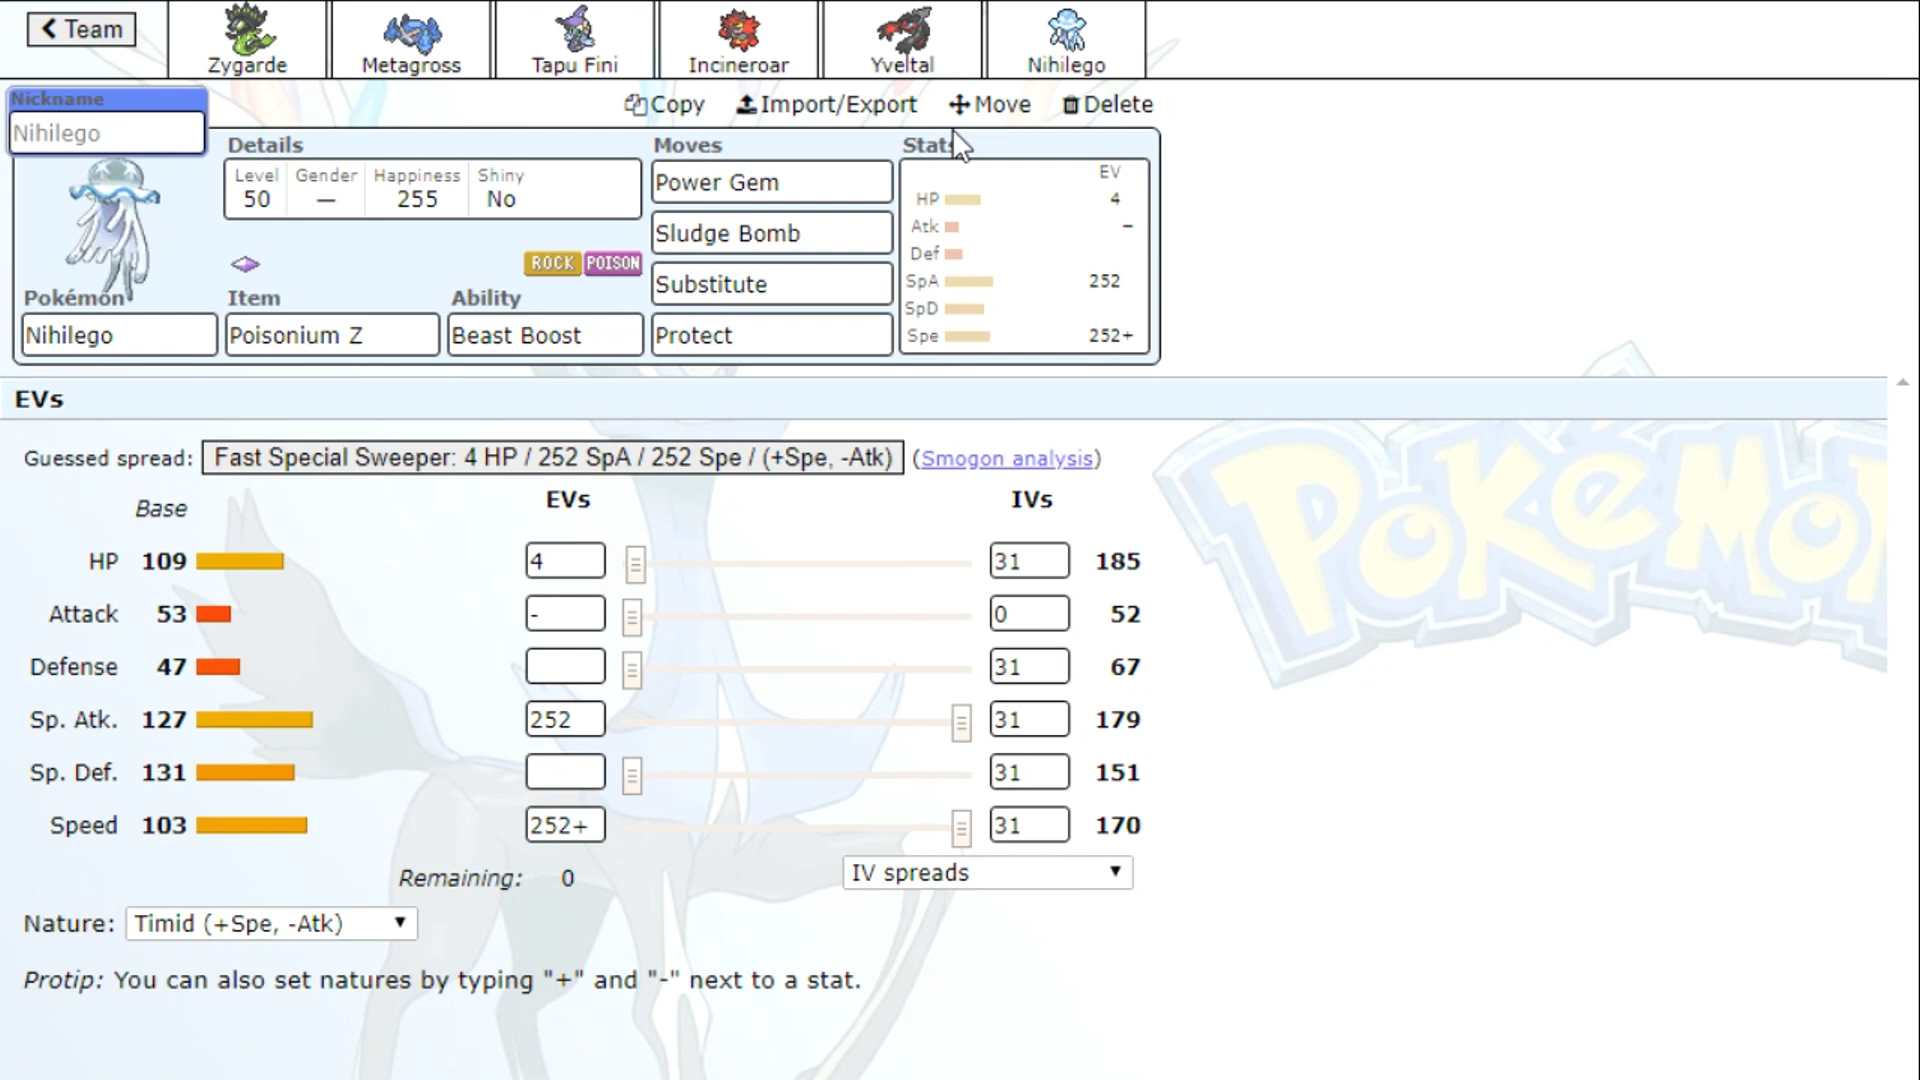 Team
Zygarde
Metagross
Tapu Fini
Incineroar
Yveltal
Nihilego
Nickname
Nihilego
Copy
Import/Export
Move
Delete
Details
Level
50
Gender
—
Happiness
255
Shiny
No
ROCK
POISON
Pokémon
Nihilego
Item
Poisonium Z
Ability
Beast Boost
Moves
Power Gem
Sludge Bomb
Substitute
Protect
Stats
EV
HP 4
Atk -
Def
SpA 252
SpD
Spe 252+
EVs
Guessed spread: Fast Special Sweeper: 4 HP / 252 SpA / 252 Spe / (+Spe, -Atk) (Smogon analysis)
Base EVs IVs
HP 109 4 31 185
Attack 53 - 0 52
Defense 47 31 67
Sp. Atk. 127 252 31 179
Sp. Def. 131 31 151
Speed 103 252+ 31 170
Remaining: 0
IV spreads
Nature: Timid (+Spe, -Atk)
Protip: You can also set natures by typing "+" and "-" next to a stat.
POKÉMON